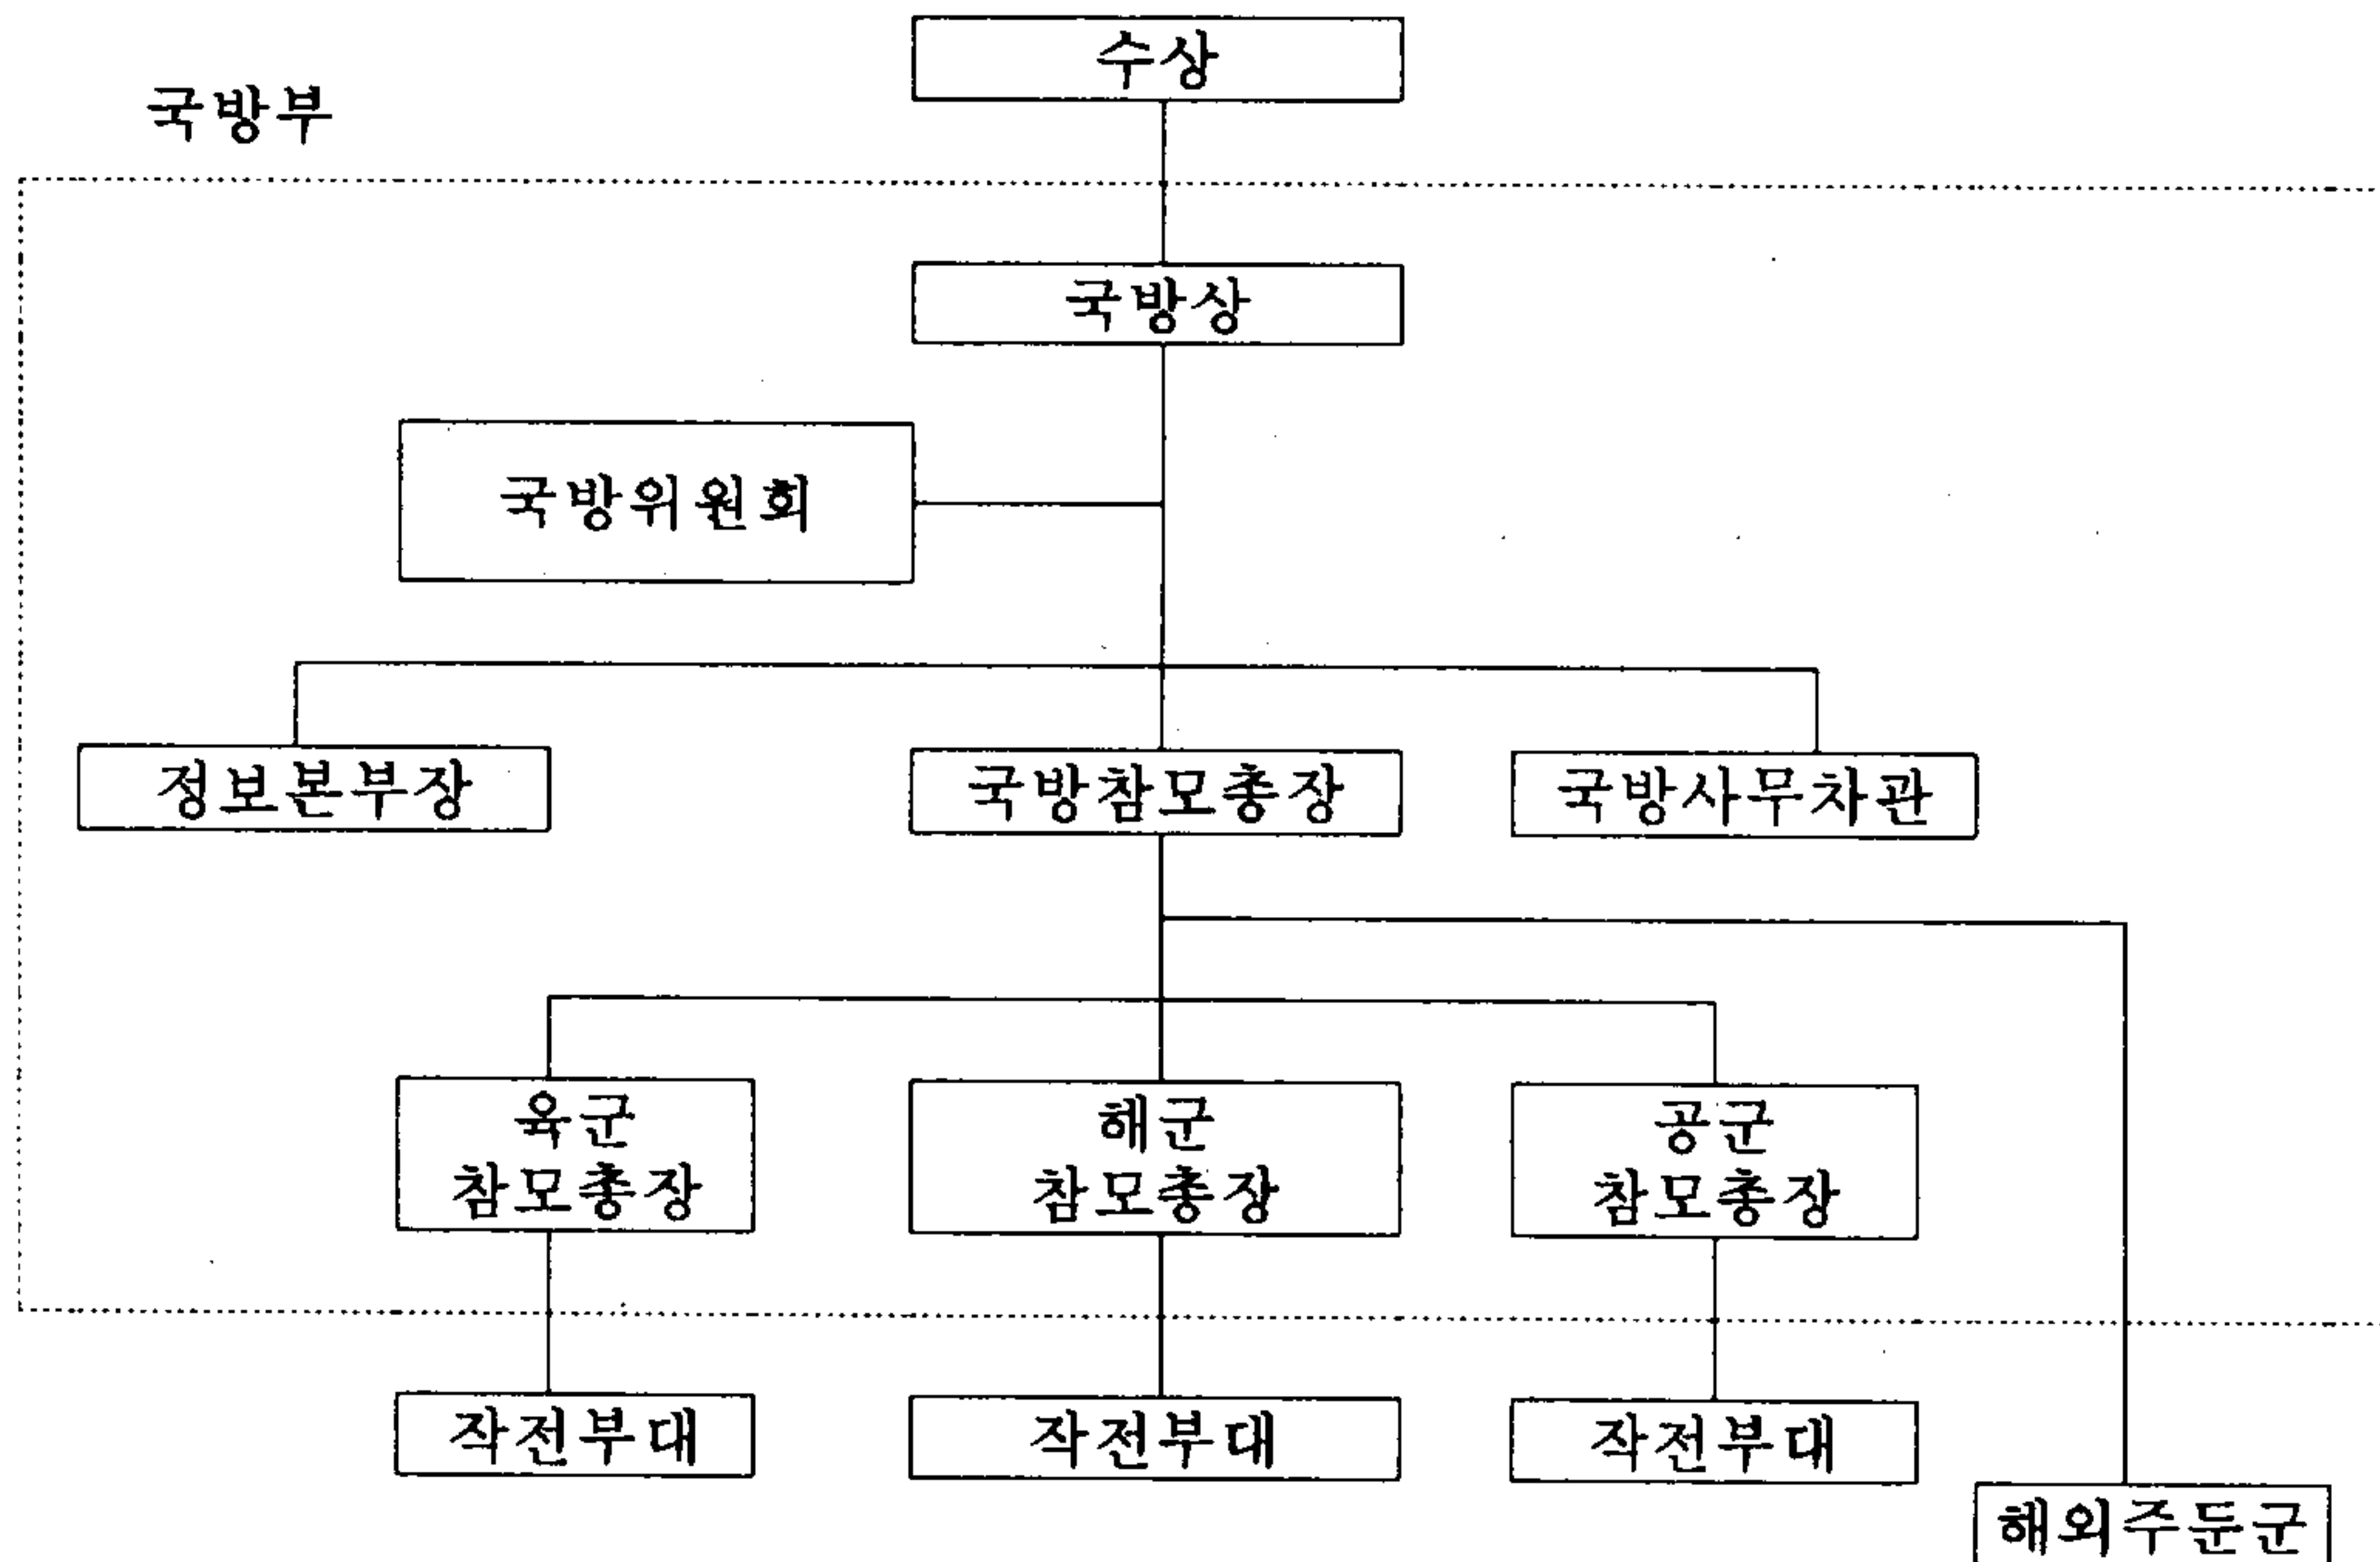 수상
국방부
국방상
국방위원회
정보본부장
국방참모총장
국방사무차관
육군
참모총장
해군
참모총장
공군
참모총장
작전부대
작전부대
작전부대
해외주둔군